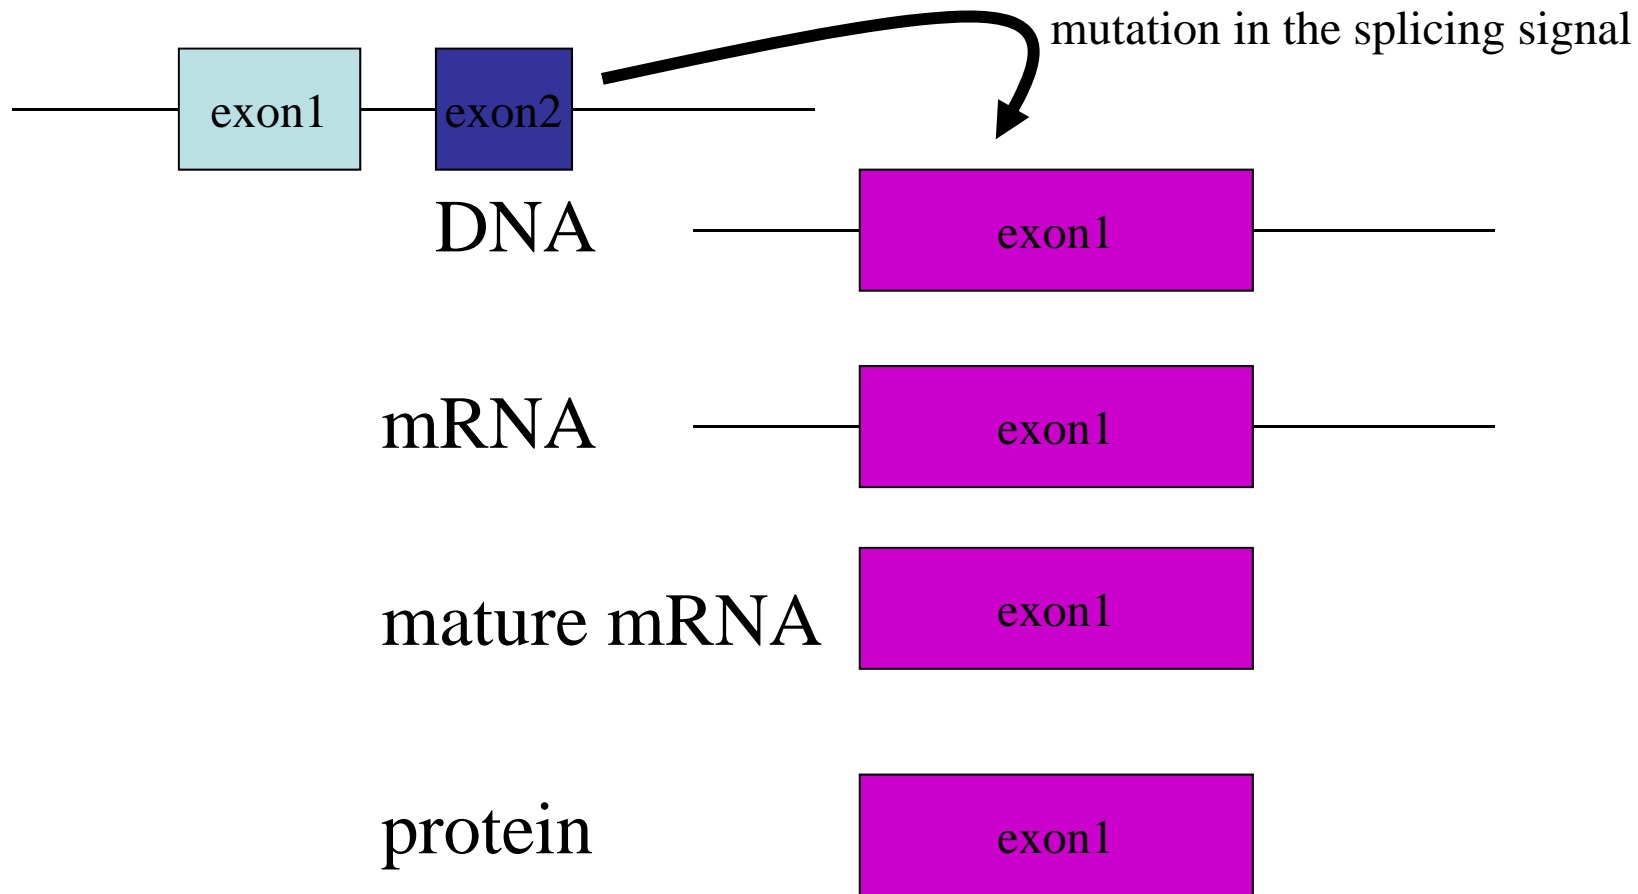 mutation in the splicing signal
exon1
exon2
DNA
exon1
mRNA
exon1
mature mRNA
exon1
protein
exon1